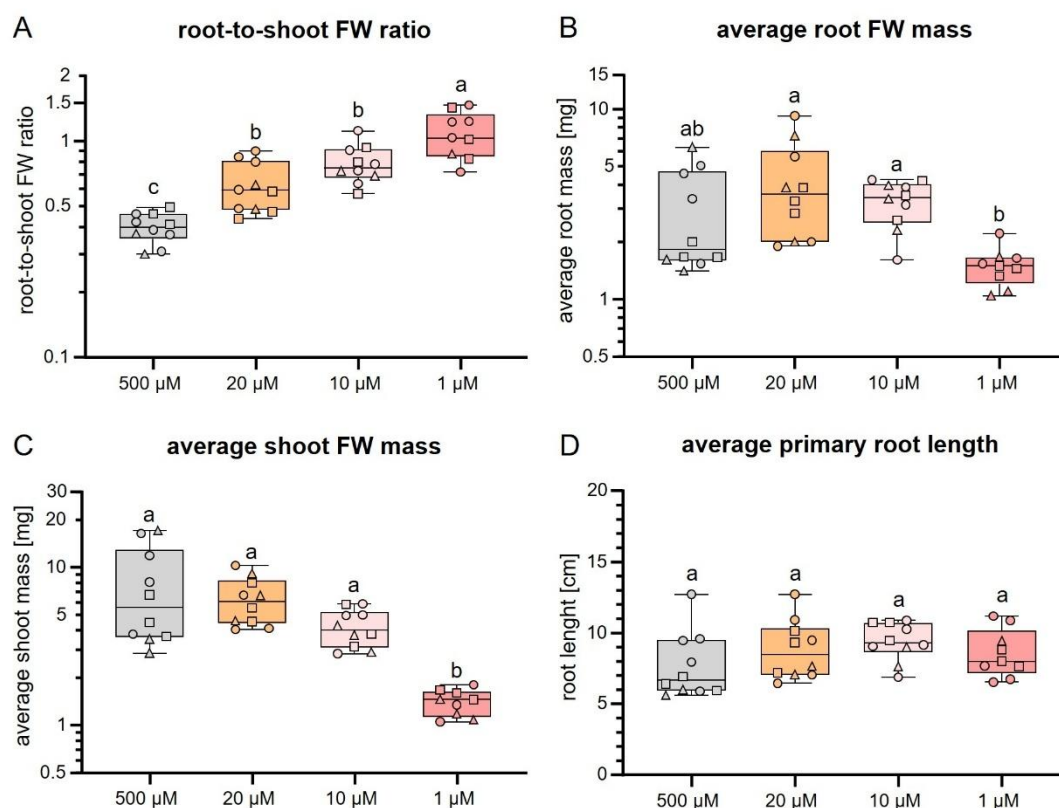 A
root-to-shoot FW ratio
root-to-shoot FW ratio
2
1.5
1
0.5
0.1
c
b
b
a
500 µM
20 µM
10 µM
1 µM
B
average root FW mass
average root mass [mg]
15
10
5
1
0.5
ab
a
a
b
500 µM
20 µM
10 µM
1 µM
C
average shoot FW mass
average shoot mass [mg]
30
20
10
5
1
0.5
a
a
a
b
500 µM
20 µM
10 µM
1 µM
D
average primary root length
root lenght [cm]
20
15
10
5
0
a
a
a
a
500 µM
20 µM
10 µM
1 µM